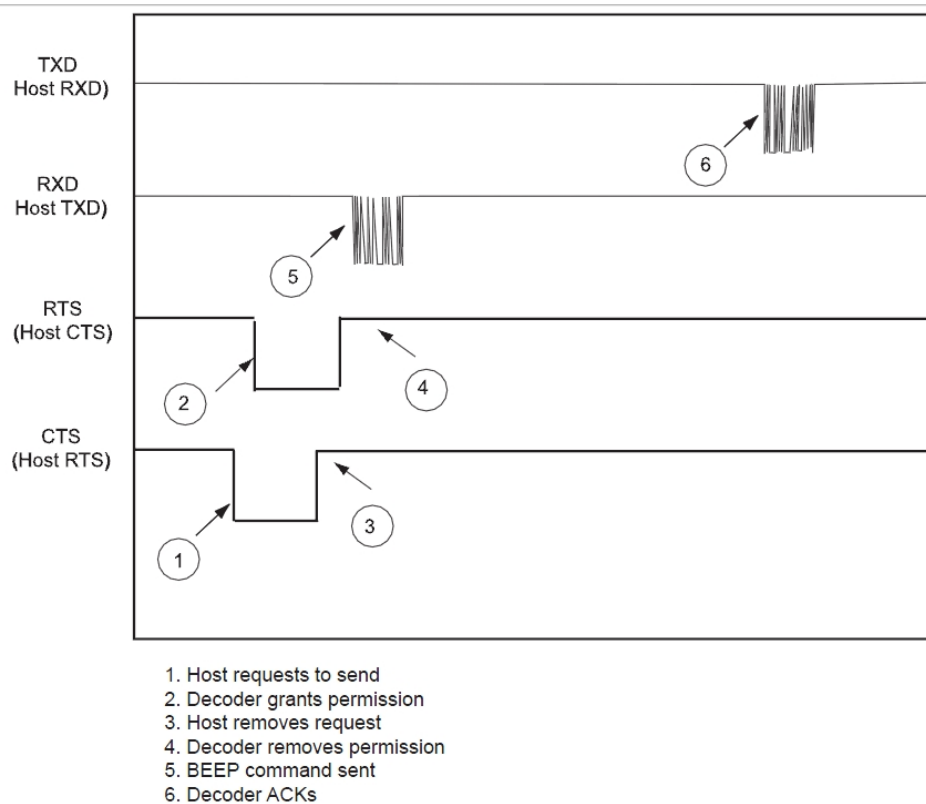 TXD
Host RXD)
6
RXD
Host TXD)
5
RTS
(Host CTS)
2
4
CTS
(Host RTS)
3
1
1. Host requests to send
2. Decoder grants permission
3. Host removes request
4. Decoder removes permission
5. BEEP command sent
6. Decoder ACKs